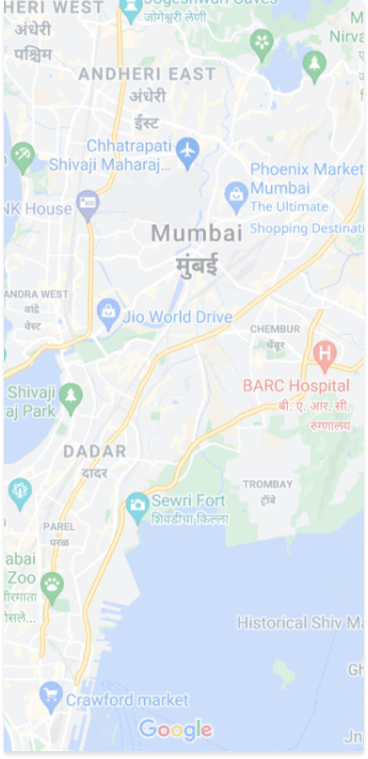 HERI WEST
अंधेरी
पश्चिम
Jogeshwari Caves
जोगेश्वरी लेणी
M
Nirva
ANDHERI EAST
अंधेरी
ईस्ट
Chhatrapati
Shivaji Maharaj...
Phoenix Market
Mumbai
The Ultimate
Shopping Destinati
NK House
Mumbai
मुंबई
ANDRA WEST
वांद्रे
वेस्ट
Jio World Drive
CHEMBUR
चेंबूर
BARC Hospital
बी. ए. आर. सी.
रुग्णालय
Shivaji
aj Park
DADAR
दादर
TROMBAY
ट्रॉंबे
Sewri Fort
शिवडीचा किल्ला
PAREL
परळ
abai
Zoo
ीरमाता
ोसले...
Historical Shiv Ma
Gh
Crawford market
Google
Jn